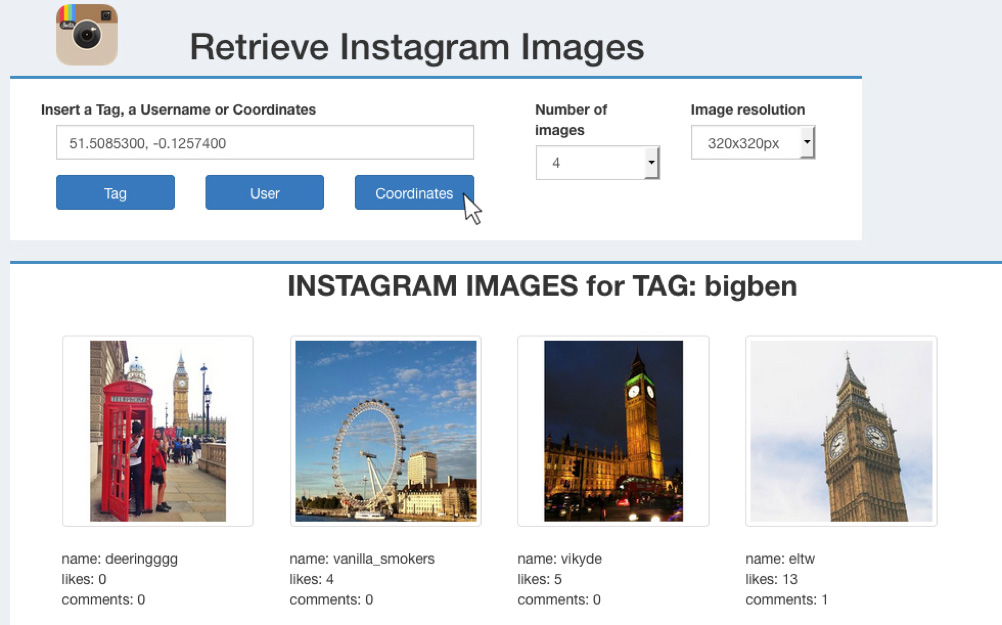 Retrieve Instagram Images
Insert a Tag, a Username or Coordinates
51.5085300, -0.1257400
Tag
User
Coordinates
Number of
images
4
Image resolution
320x320px
INSTAGRAM IMAGES for TAG: bigben
TELEPHONE
name: deeringggg
likes: 0
comments: 0
name: vanilla_smokers
likes: 4
comments: 0
name: vikyde
likes: 5
comments: 0
name: eltw
likes: 13
comments: 1